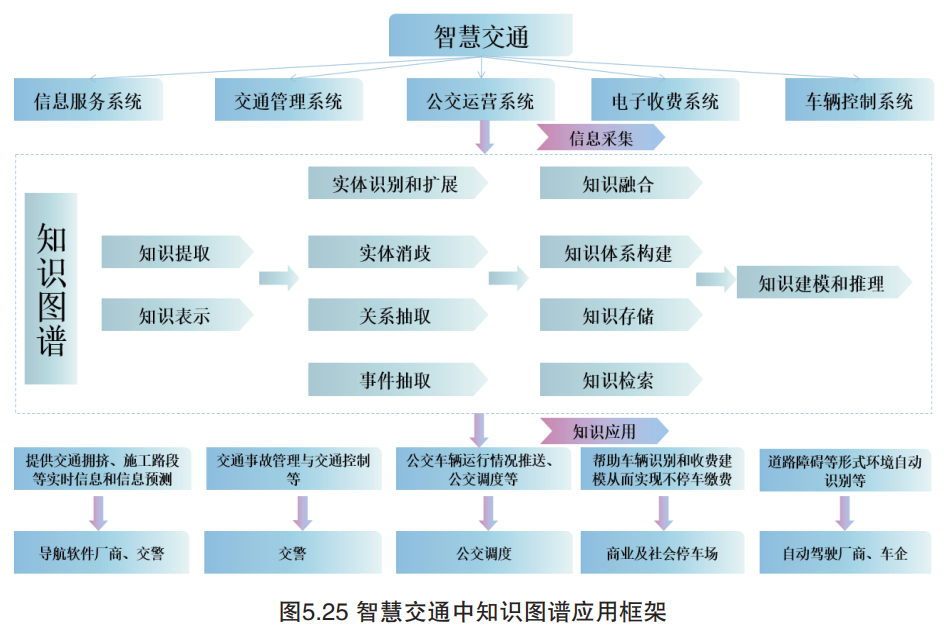 智慧交通
信息服务系统
交通管理系统
公交运营系统
电子收费系统
车辆控制系统
信息采集
知识图谱
知识提取
知识表示
实体识别和扩展
实体消歧
关系抽取
事件抽取
知识融合
知识体系构建
知识存储
知识检索
知识建模和推理
知识应用
提供交通拥挤、施工路段
等实时信息和信息预测
交通事故管理与交通控制
等
公交车辆运行情况推送、
公交调度等
帮助车辆识别和收费建
模从而实现不停车缴费
道路障碍等形式环境自动
识别等
导航软件厂商、交警
交警
公交调度
商业及社会停车场
自动驾驶厂商、车企
图5.25 智慧交通中知识图谱应用框架